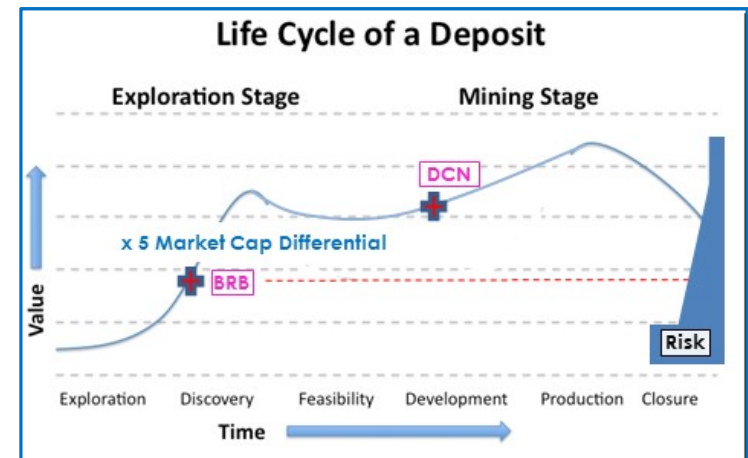 Life Cycle of a Deposit
Exploration Stage Mining Stage
DCN
x 5 Market Cap Differential
BRB
Value
Risk
Exploration Discovery Feasibility Development Production Closure
Time